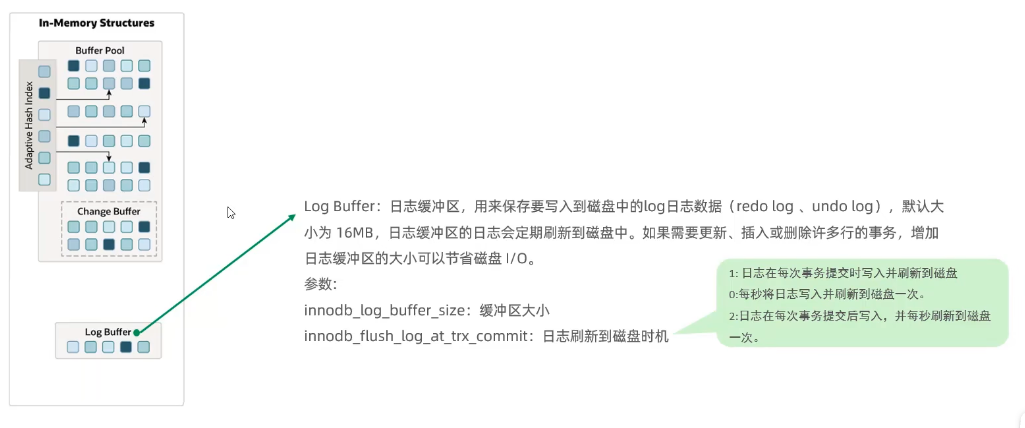 In-Memory Structures
Buffer Pool
Adaptive Hash Index
Change Buffer
Log Buffer
Log Buffer：日志缓冲区，用来保存要写入到磁盘中的log日志数据（redo log 、undo log），默认大
小为 16MB，日志缓冲区的日志会定期刷新到磁盘中。如果需要更新、插入或删除许多行的事务，增加
日志缓冲区的大小可以节省磁盘 I/O。
参数：
innodb_log_buffer_size：缓冲区大小
innodb_flush_log_at_trx_commit：日志刷新到磁盘时机
1: 日志在每次事务提交时写入并刷新到磁盘
0:每秒将日志写入并刷新到磁盘一次。
2:日志在每次事务提交后写入，并每秒刷新到磁盘
一次。